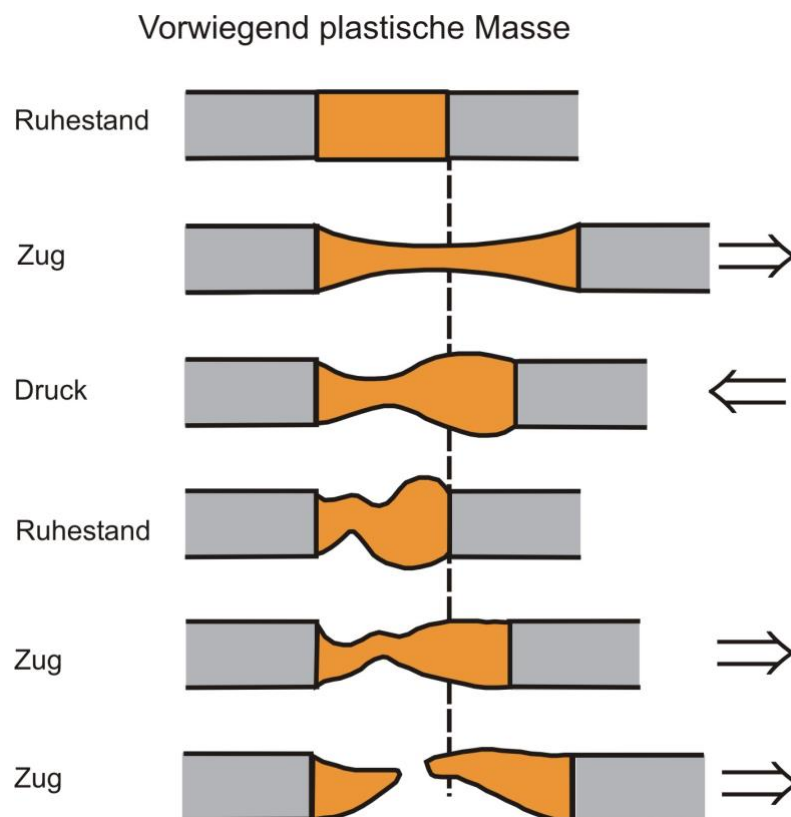 Vorwiegend plastische Masse
Ruhestand
Zug
Druck
Ruhestand
Zug
Zug